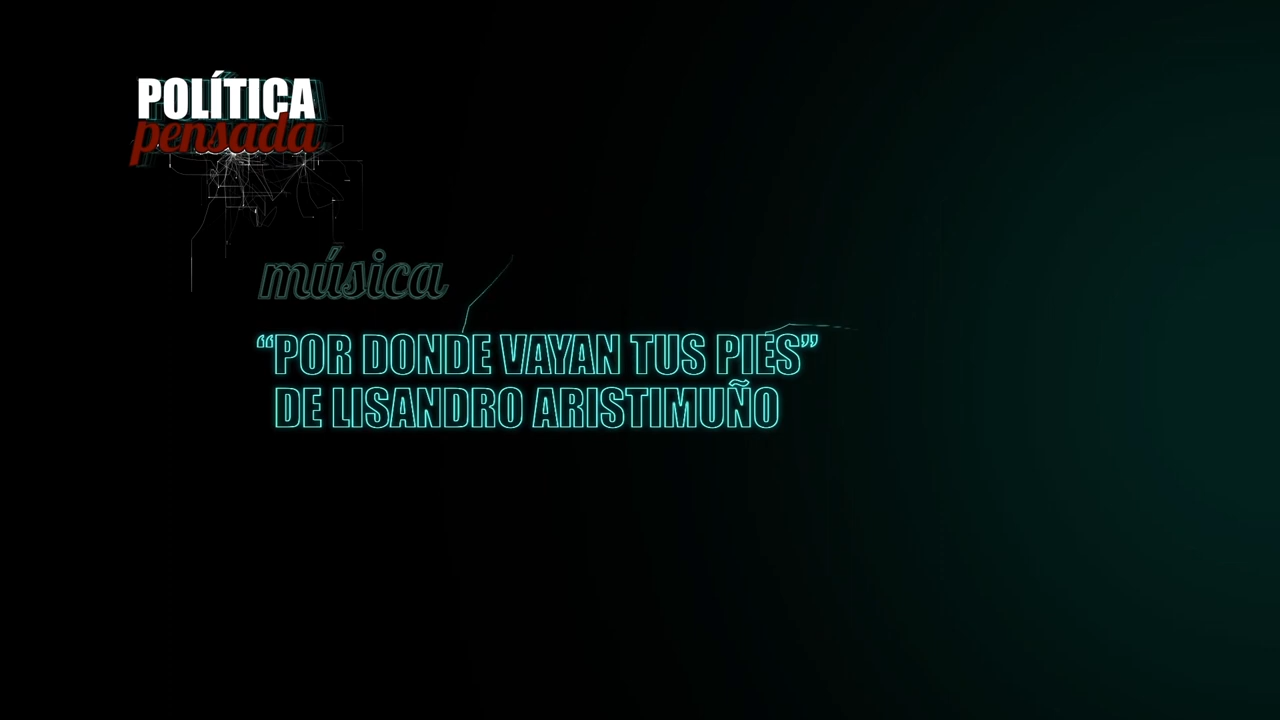 POLÍTICA
pensada
música
“POR DONDE VAYAN TUS PIES”
DE LISANDRO ARISTIMUÑO